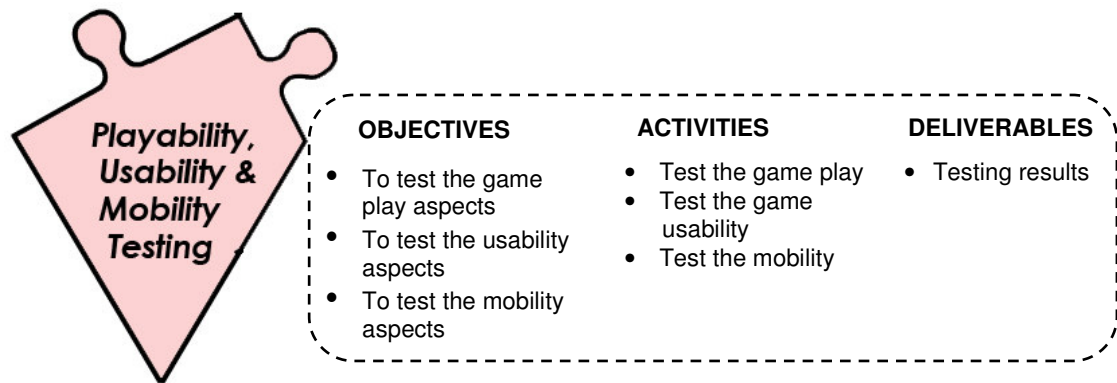 Playability,
Usability &
Mobility
Testing
OBJECTIVES
• To test the game
play aspects
• To test the usability
aspects
• To test the mobility
aspects
ACTIVITIES
• Test the game play
• Test the game
usability
• Test the mobility
DELIVERABLES
• Testing results